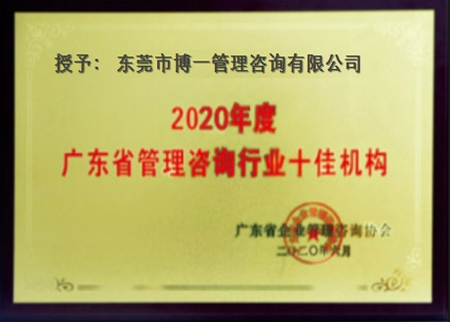 授予： 东莞市博一管理咨询有限公司
2020年度
广东省管理咨询行业十佳机构
广东省企业管理咨询协会
二〇二〇年六月